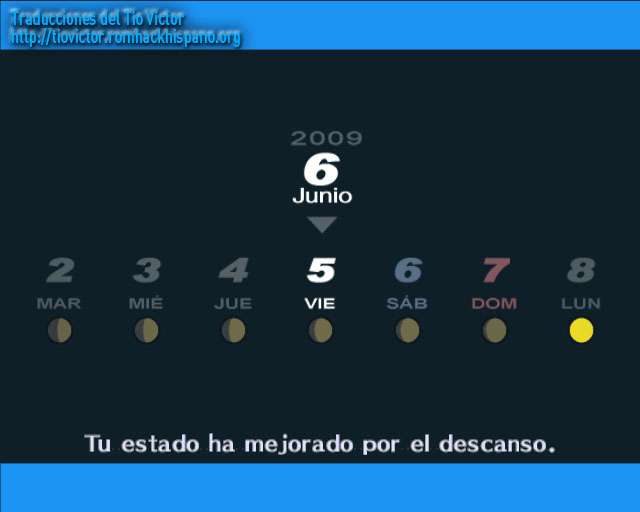 Traducciones del Tio Victor
http://tiovictor.romhackhispano.org
2009
6
Junio
2 3 4 5 6 7 8
MAR MIÉ JUE VIE SÁB DOM LUN
Tu estado ha mejorado por el descanso.